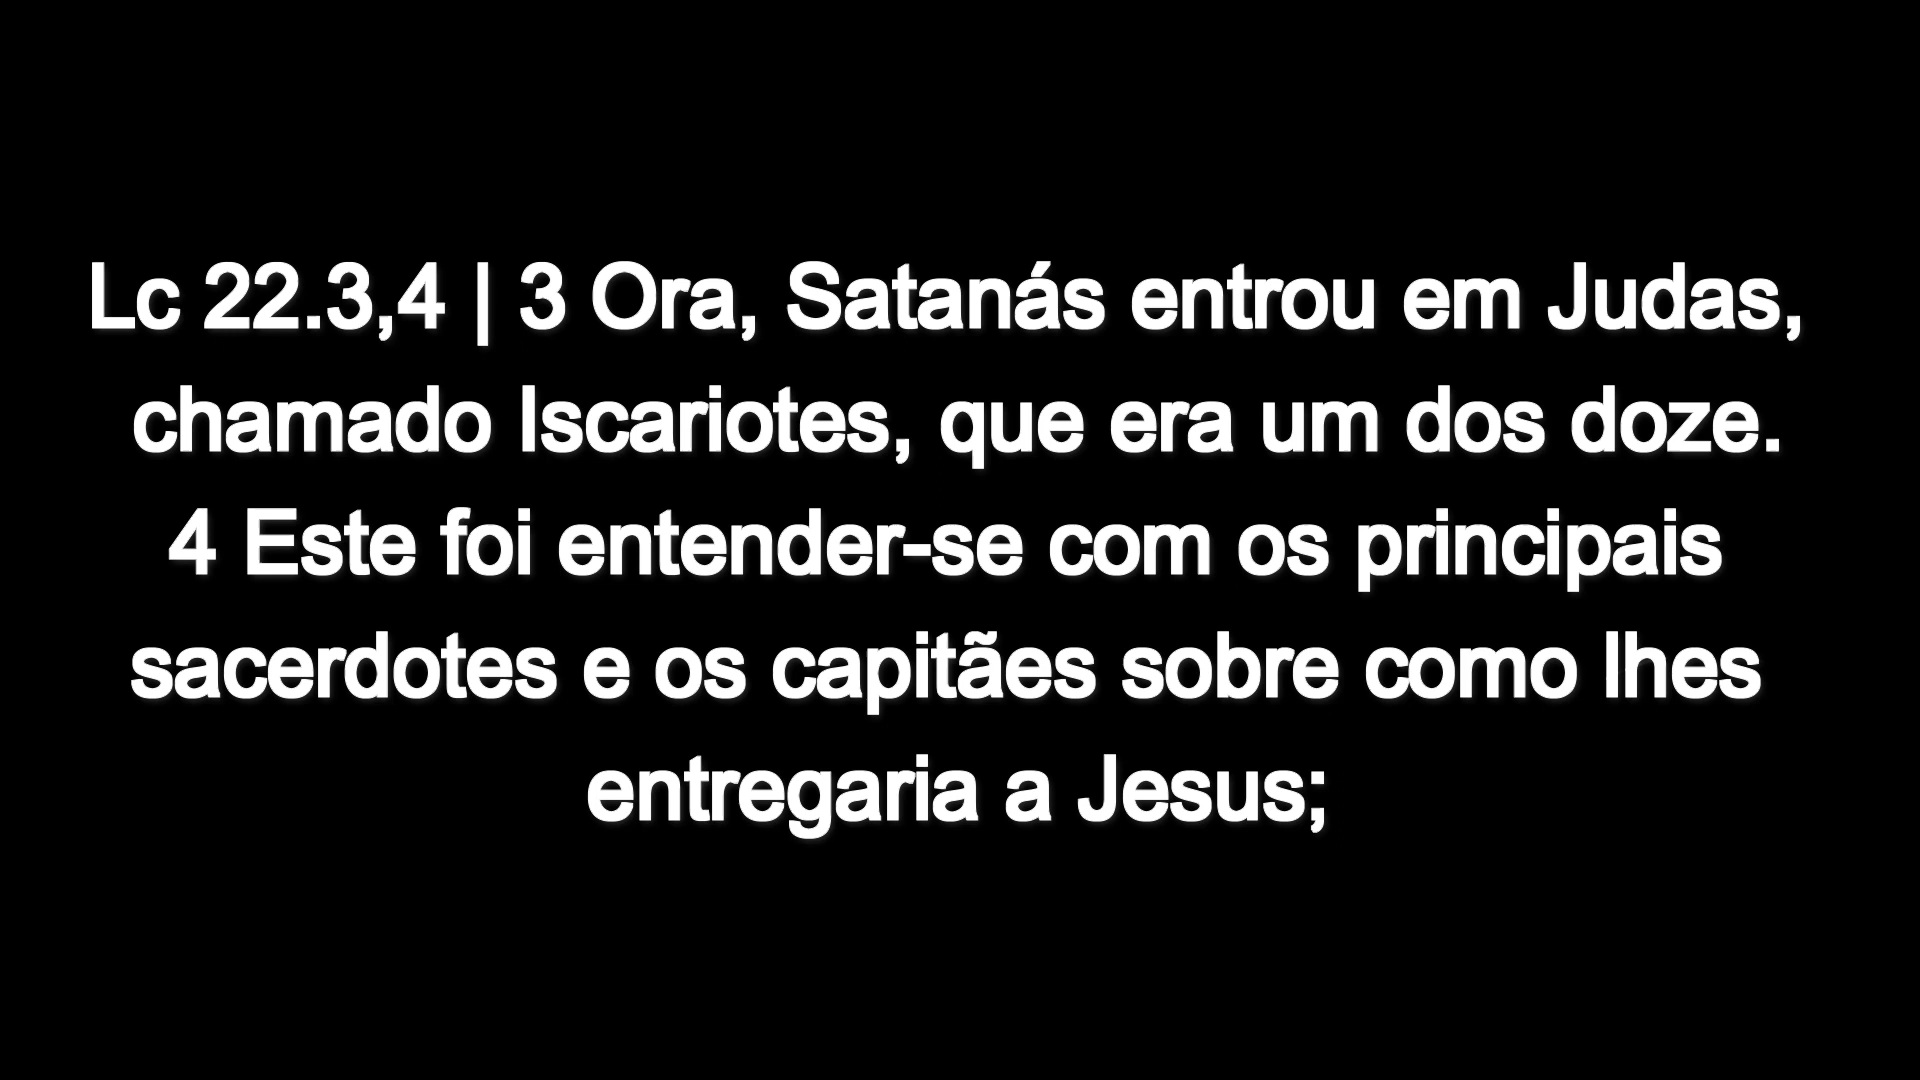 Lc 22.3,4 | 3 Ora, Satanás entrou em Judas,
chamado Iscariotes, que era um dos doze.
4 Este foi entender-se com os principais
sacerdotes e os capitães sobre como lhes
entregaria a Jesus;